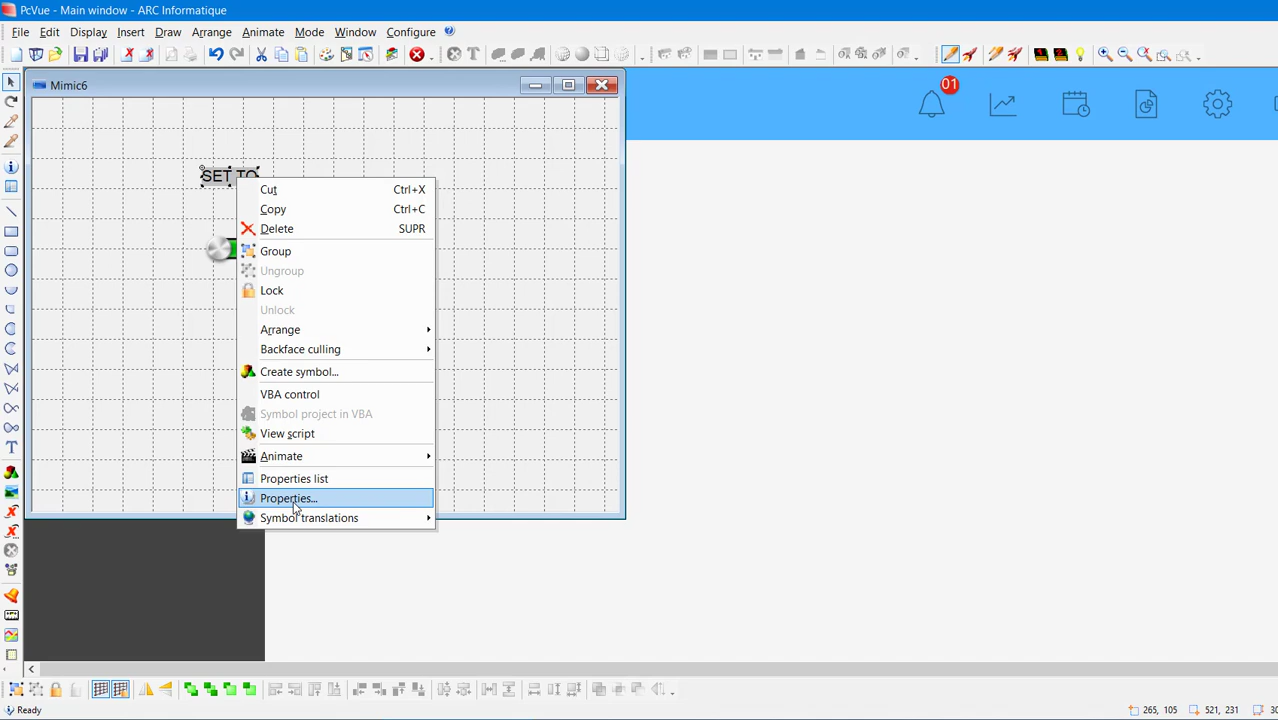 PcVue - Main window - ARC Informatique
File Edit Display Insert Draw Arrange Animate Mode Window Configure
Mimic6
01
SET TO
Cut Ctrl+X
Copy Ctrl+C
Delete SUPR
Group
Ungroup
Lock
Unlock
Arrange
Backface culling
Create symbol...
VBA control
Symbol project in VBA
View script
Animate
Properties list
Properties...
Symbol translations
Ready
265, 105
521, 231
30